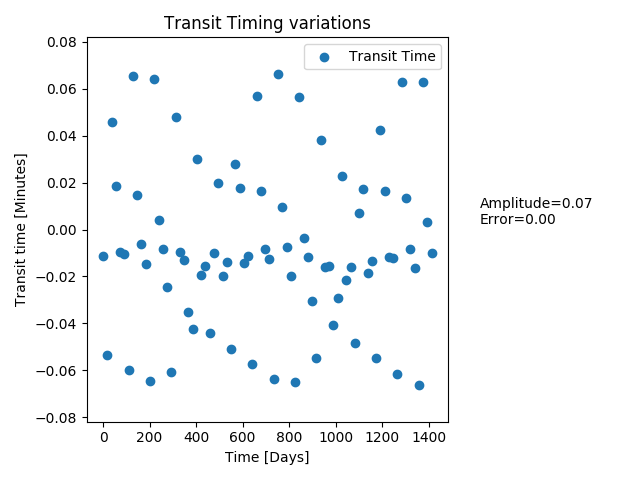 Transit Timing variations
Transit Time
Transit time [Minutes]
0.08
0.06
0.04
0.02
0.00
−0.02
−0.04
−0.06
−0.08
0
200
400
600
800
1000
1200
1400
Time [Days]
Amplitude=0.07
Error=0.00